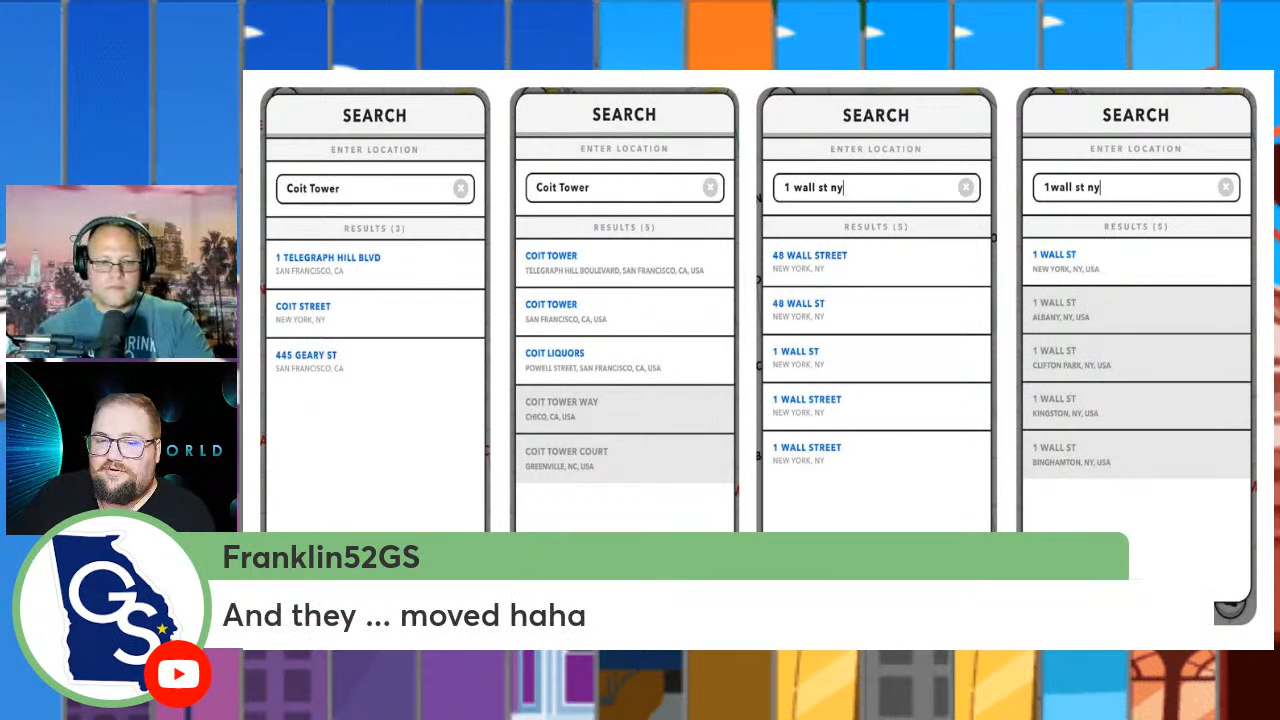 SEARCH
ENTER LOCATION
Coit Tower
RESULTS (3)
1 TELEGRAPH HILL BLVD
SAN FRANCISCO, CA
COIT STREET
NEW YORK, NY
445 GEARY ST
SAN FRANCISCO, CA
SEARCH
ENTER LOCATION
Coit Tower
RESULTS (5)
COIT TOWER
TELEGRAPH HILL BOULEVARD, SAN FRANCISCO, CA, USA
COIT TOWER
SAN FRANCISCO, CA, USA
COIT LIQUORS
POWELL STREET, SAN FRANCISCO, CA, USA
COIT TOWER WAY
CHICO, CA, USA
COIT TOWER COURT
GREENVILLE, NC, USA
SEARCH
ENTER LOCATION
1 wall st ny
RESULTS (5)
48 WALL STREET
NEW YORK, NY
48 WALL ST
NEW YORK, NY
1 WALL ST
NEW YORK, NY
1 WALL STREET
NEW YORK, NY
1 WALL STREET
NEW YORK, NY
SEARCH
ENTER LOCATION
1wall st ny
RESULTS (5)
1 WALL ST
NEW YORK, NY, USA
1 WALL ST
ALBANY, NY, USA
1 WALL ST
CLIFTON PARK, NY, USA
1 WALL ST
KINGSTON, NY, USA
1 WALL ST
BINGHAMTON, NY, USA
DRINK
ORLD
GS
Franklin52GS
And they ... moved haha